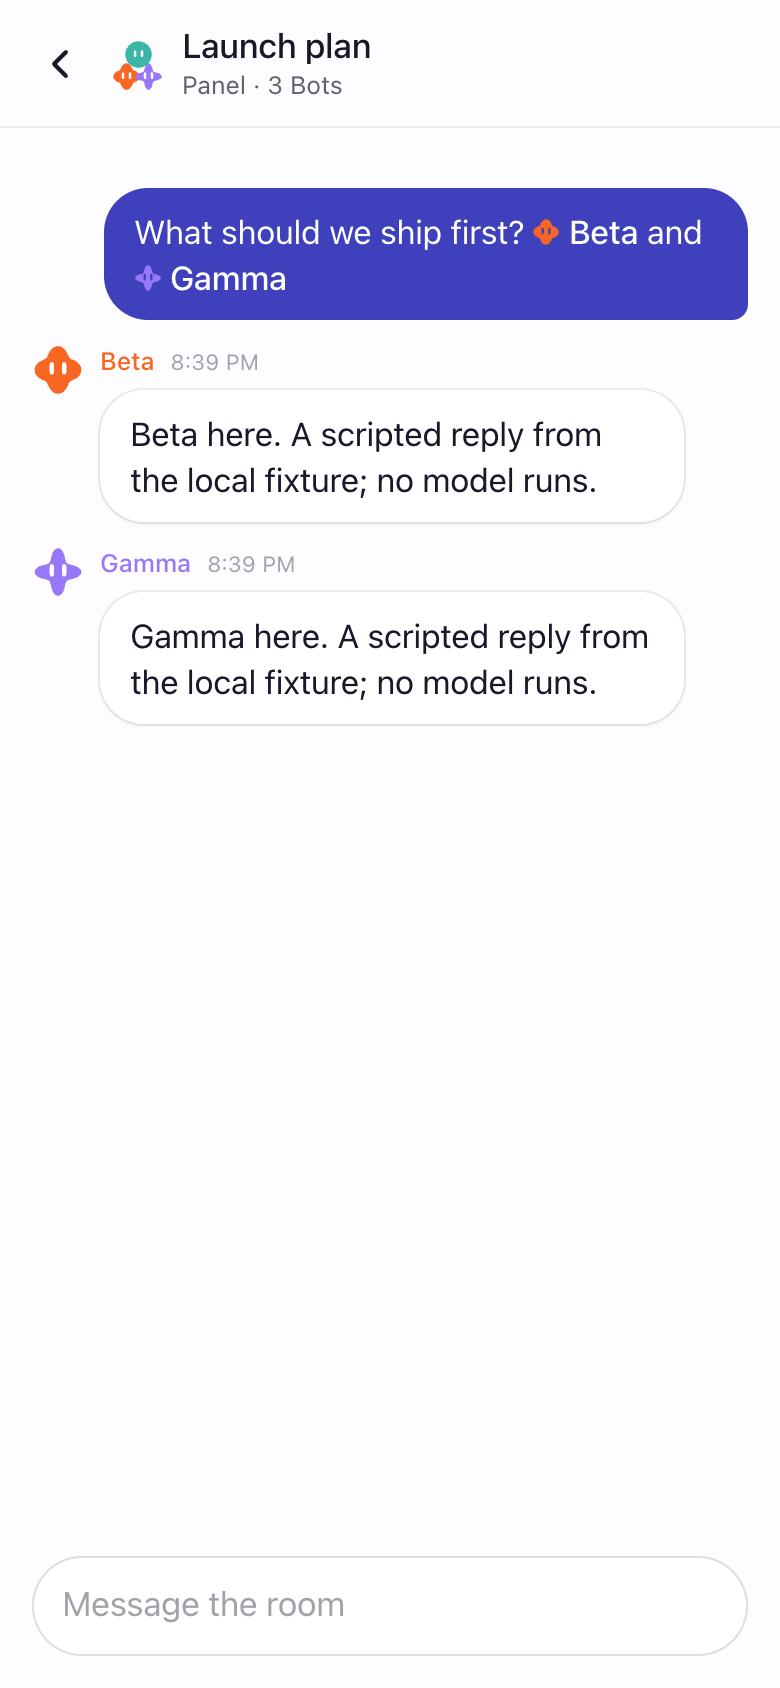 Launch plan
Panel · 3 Bots
What should we ship first? Beta and
Gamma
Beta 8:39 PM
Beta here. A scripted reply from
the local fixture; no model runs.
Gamma 8:39 PM
Gamma here. A scripted reply from
the local fixture; no model runs.
Message the room